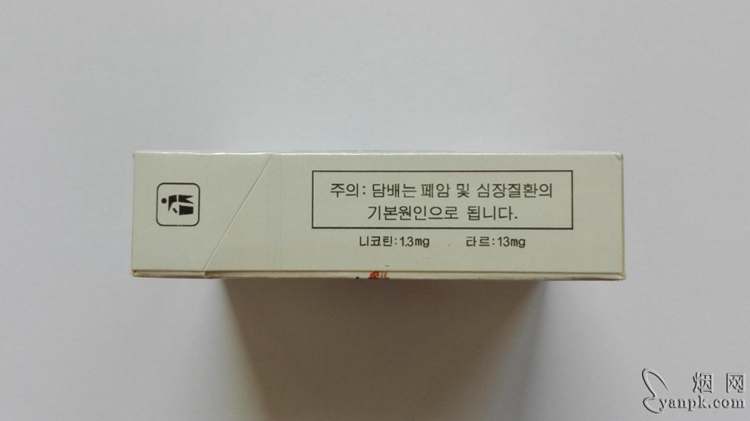 주의: 담배는 페암 및 심장질환의
기본원인으로 됩니다.
니코틴:1.3mg 타르:13mg
烟网
yanpk.com